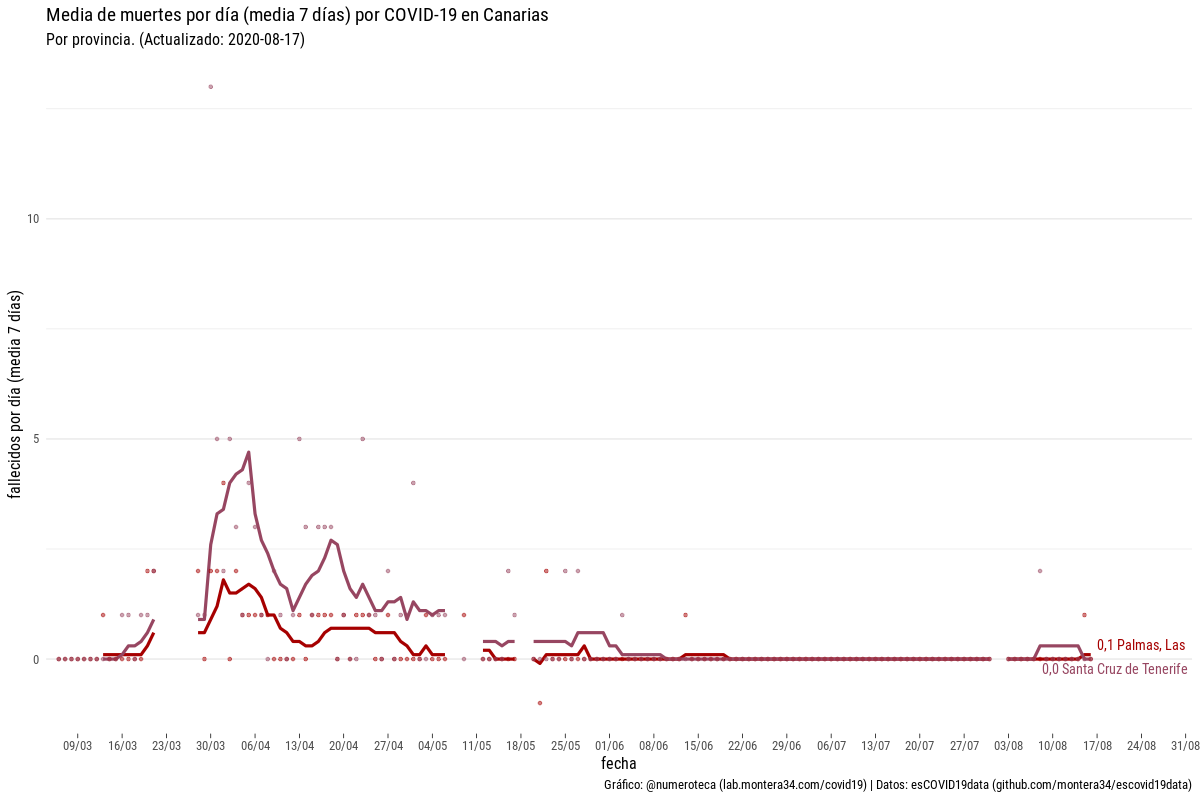 Media de muertes por día (media 7 días) por COVID-19 en Canarias
Por provincia. (Actualizado: 2020-08-17)
fallecidos por día (media 7 días)
10
5
0
0,1 Palmas, Las
0,0 Santa Cruz de Tenerife
09/03 16/03 23/03 30/03 06/04 13/04 20/04 27/04 04/05 11/05 18/05 25/05 01/06 08/06 15/06 22/06 29/06 06/07 13/07 20/07 27/07 03/08 10/08 17/08 24/08 31/08
fecha
Gráfico: @numeroteca (lab.montera34.com/covid19) | Datos: esCOVID19data (github.com/montera34/escovid19data)